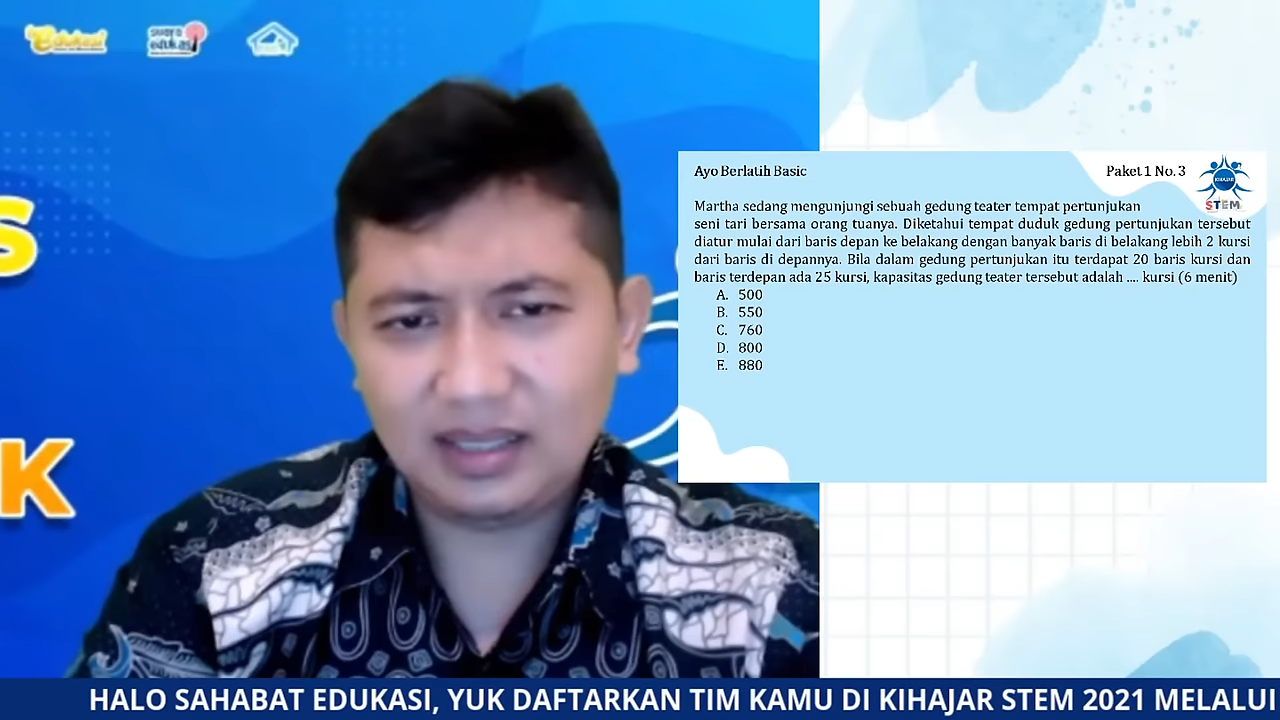 Edukasi
suara
edukasi
S
K
Ayo Berlatih Basic
Paket 1 No. 3
KIHAJAR
STEM
Martha sedang mengunjungi sebuah gedung teater tempat pertunjukan
seni tari bersama orang tuanya. Diketahui tempat duduk gedung pertunjukan tersebut
diatur mulai dari baris depan ke belakang dengan banyak baris di belakang lebih 2 kursi
dari baris di depannya. Bila dalam gedung pertunjukan itu terdapat 20 baris kursi dan
baris terdepan ada 25 kursi, kapasitas gedung teater tersebut adalah .... kursi (6 menit)
A. 500
B. 550
C. 760
D. 800
E. 880
HALO SAHABAT EDUKASI, YUK DAFTARKAN TIM KAMU DI KIHAJAR STEM 2021 MELALUI